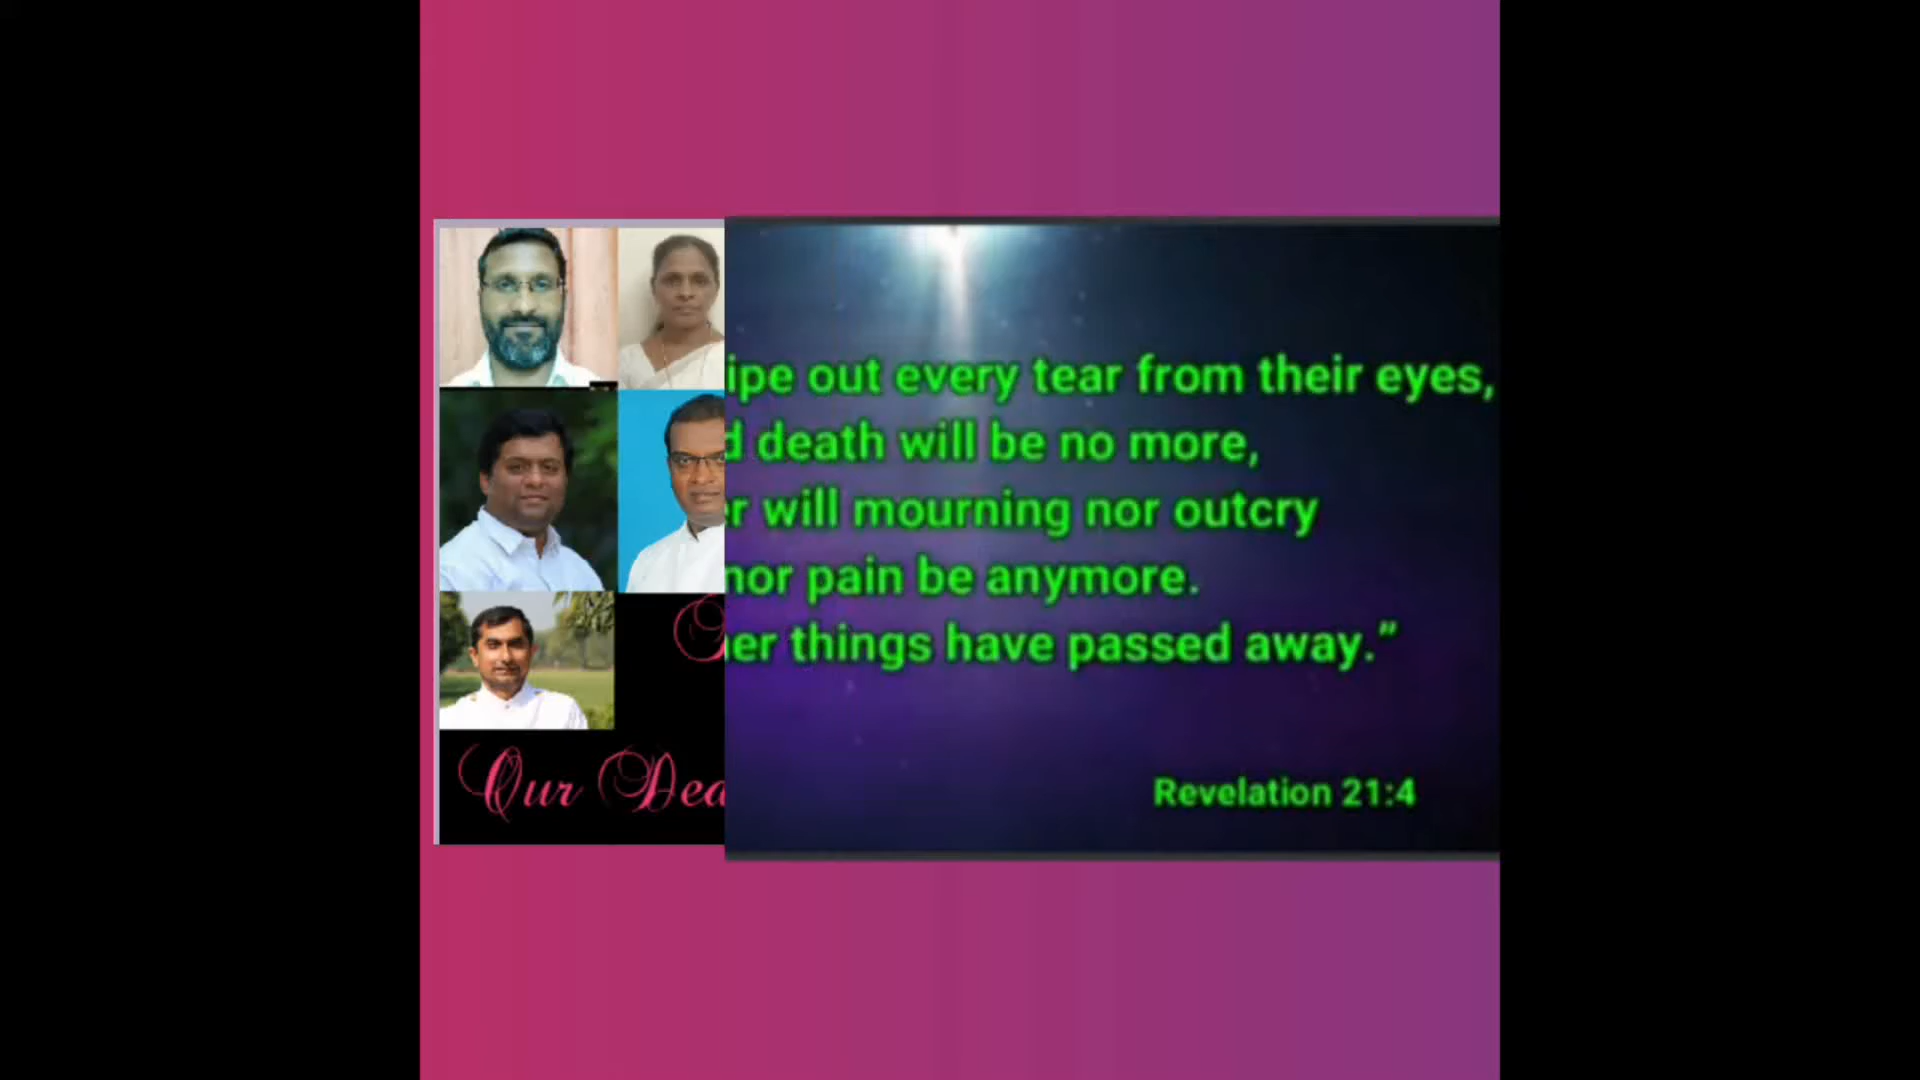 ipe out every tear from their eyes,
d death will be no more,
er will mourning nor outcry
nor pain be anymore.
er things have passed away.”
Revelation 21:4
Our Dea